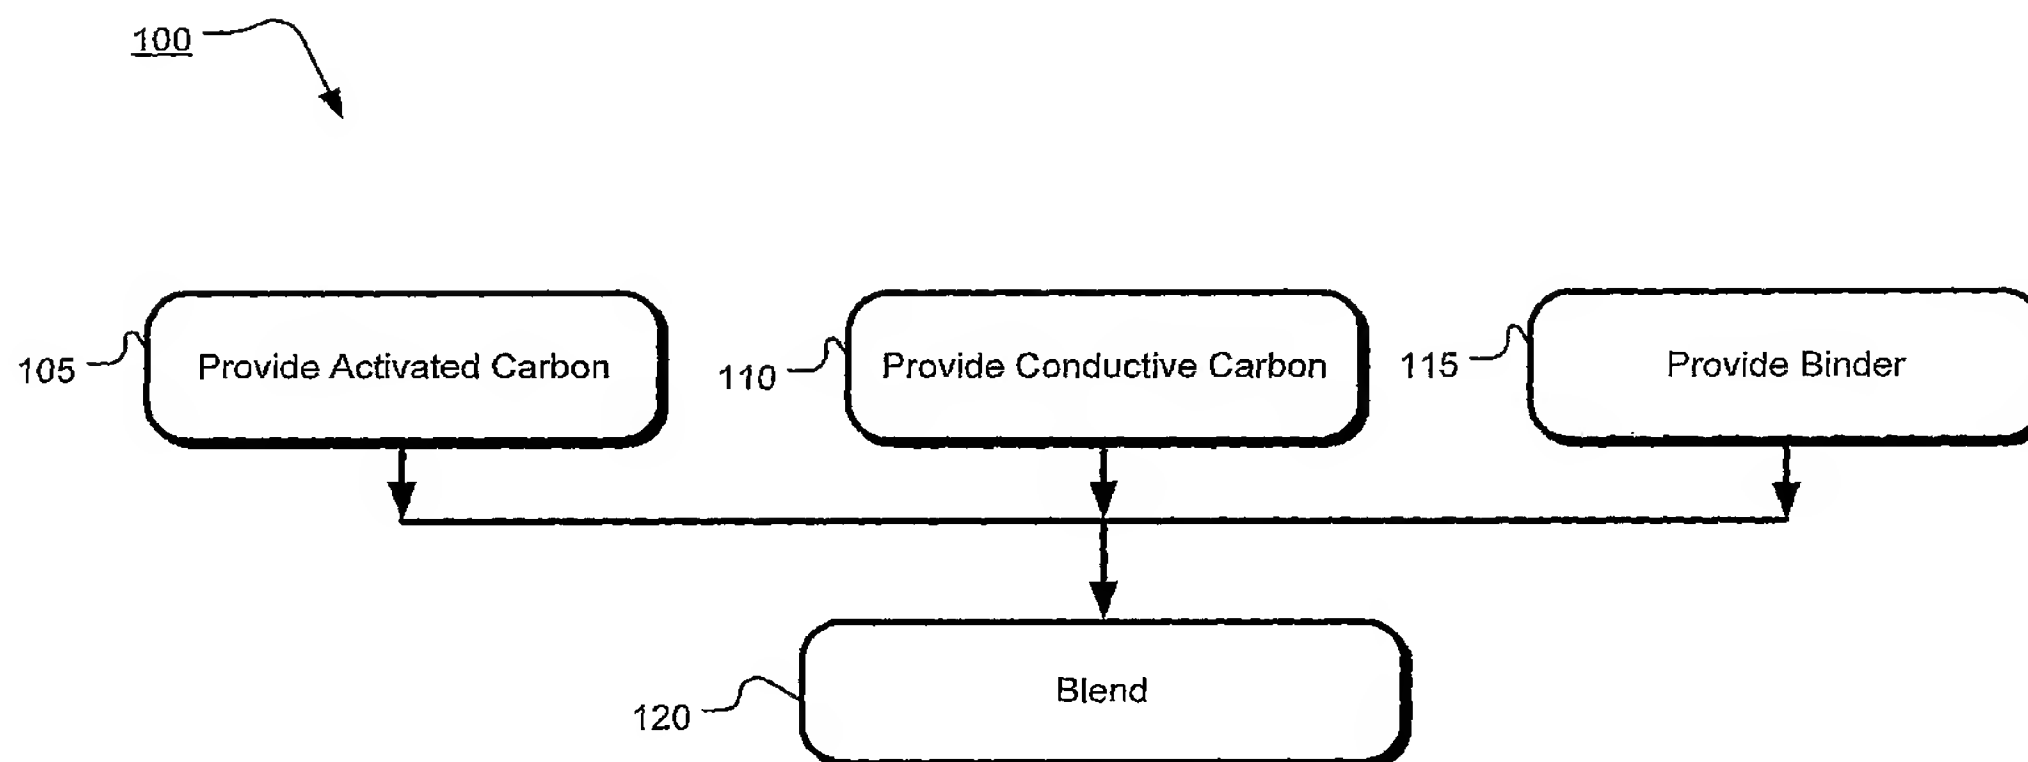 100
105 Provide Activated Carbon 110 Provide Conductive Carbon 115 Provide Binder
120 Blend